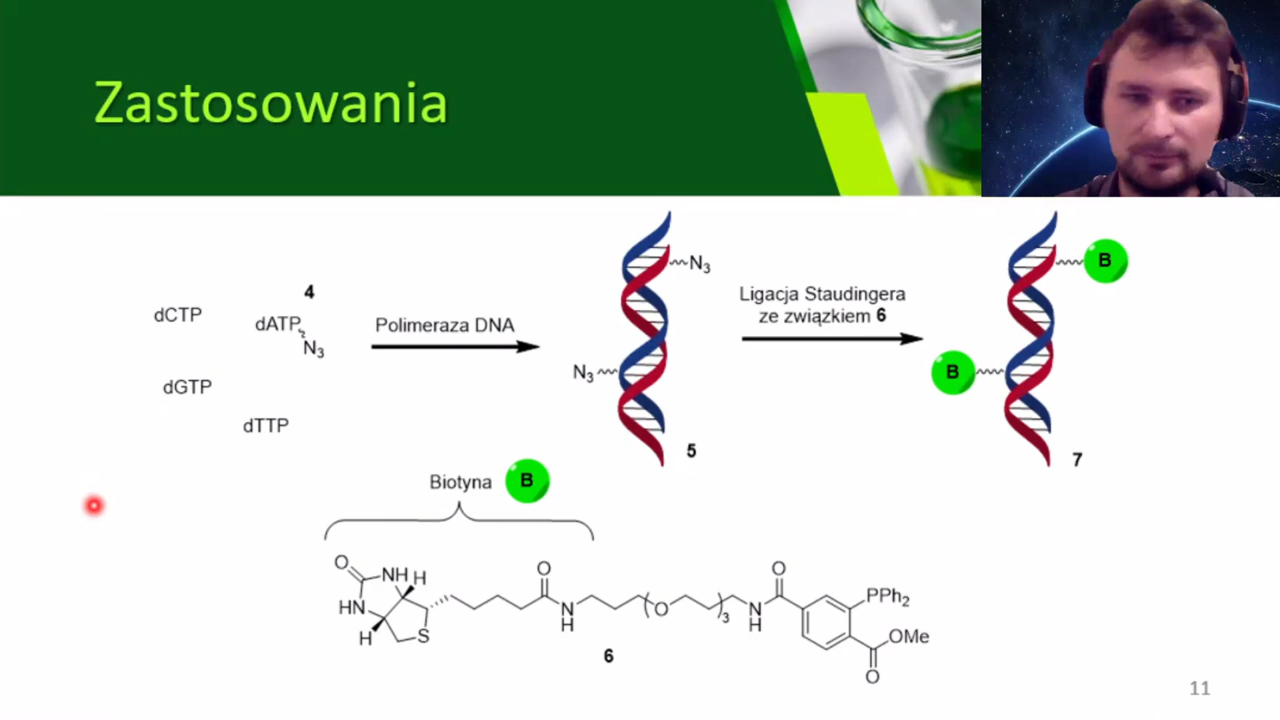 Zastosowania
4
dCTP
dATP
N3
dGTP
dTTP
Polimeraza DNA
N3
N3
5
Ligacja Staudingera
ze związkiem 6
B
B
7
Biotyna B
O
NH H
HN
H
S
O
N
H
O
3
O
N
H
PPh2
OMe
O
6
11